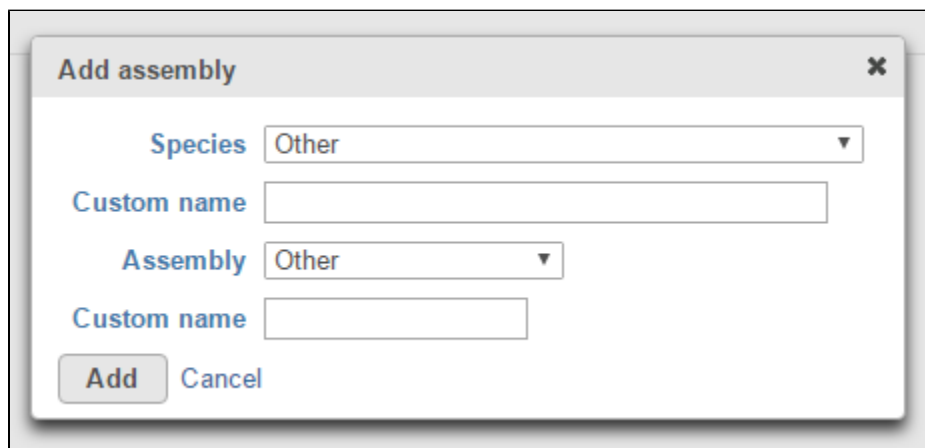 Add assembly
Species Other
Custom name
Assembly Other
Custom name
Add Cancel